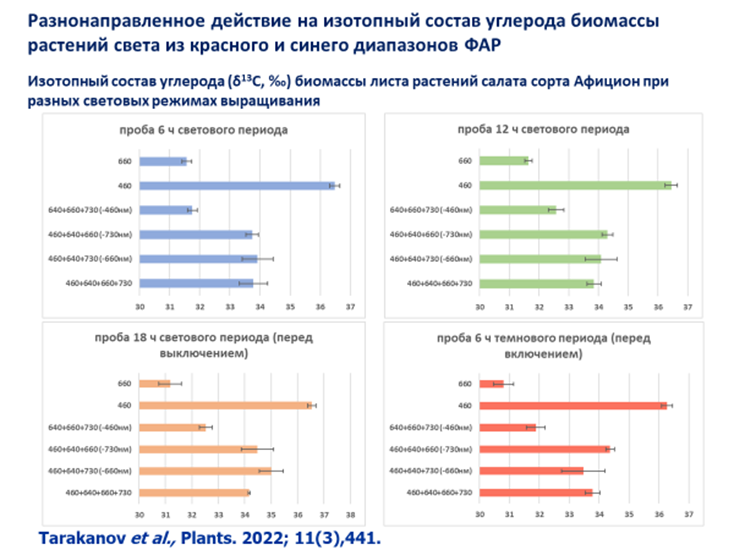 Разнонаправленное действие на изотопный состав углерода биомассы
растений света из красного и синего диапазонов ФАР
Изотопный состав углерода (δ¹³C, ‰) биомассы листа растений салата сорта Афицион при
разных световых режимах выращивания
проба 6 ч светового периода
660
460
640+660+730 (-460нм)
460+640+660 (-730нм)
460+640+730 (-660нм)
460+640+660+730
30 31 32 33 34 35 36 37
проба 12 ч светового периода
660
460
640+660+730 (-460нм)
460+640+660 (-730нм)
460+640+730 (-660нм)
460+640+660+730
30 31 32 33 34 35 36 37
проба 18 ч светового периода (перед
выключением)
660
460
640+660+730 (-460нм)
460+640+660 (-730нм)
460+640+730 (-660нм)
460+640+660+730
30 31 32 33 34 35 36 37 38
проба 6 ч темнового периода (перед
включением)
660
460
640+660+730 (-460нм)
460+640+660 (-730нм)
460+640+730 (-660нм)
460+640+660+730
30 31 32 33 34 35 36 37
Tarakanov et al., Plants. 2022; 11(3),441.